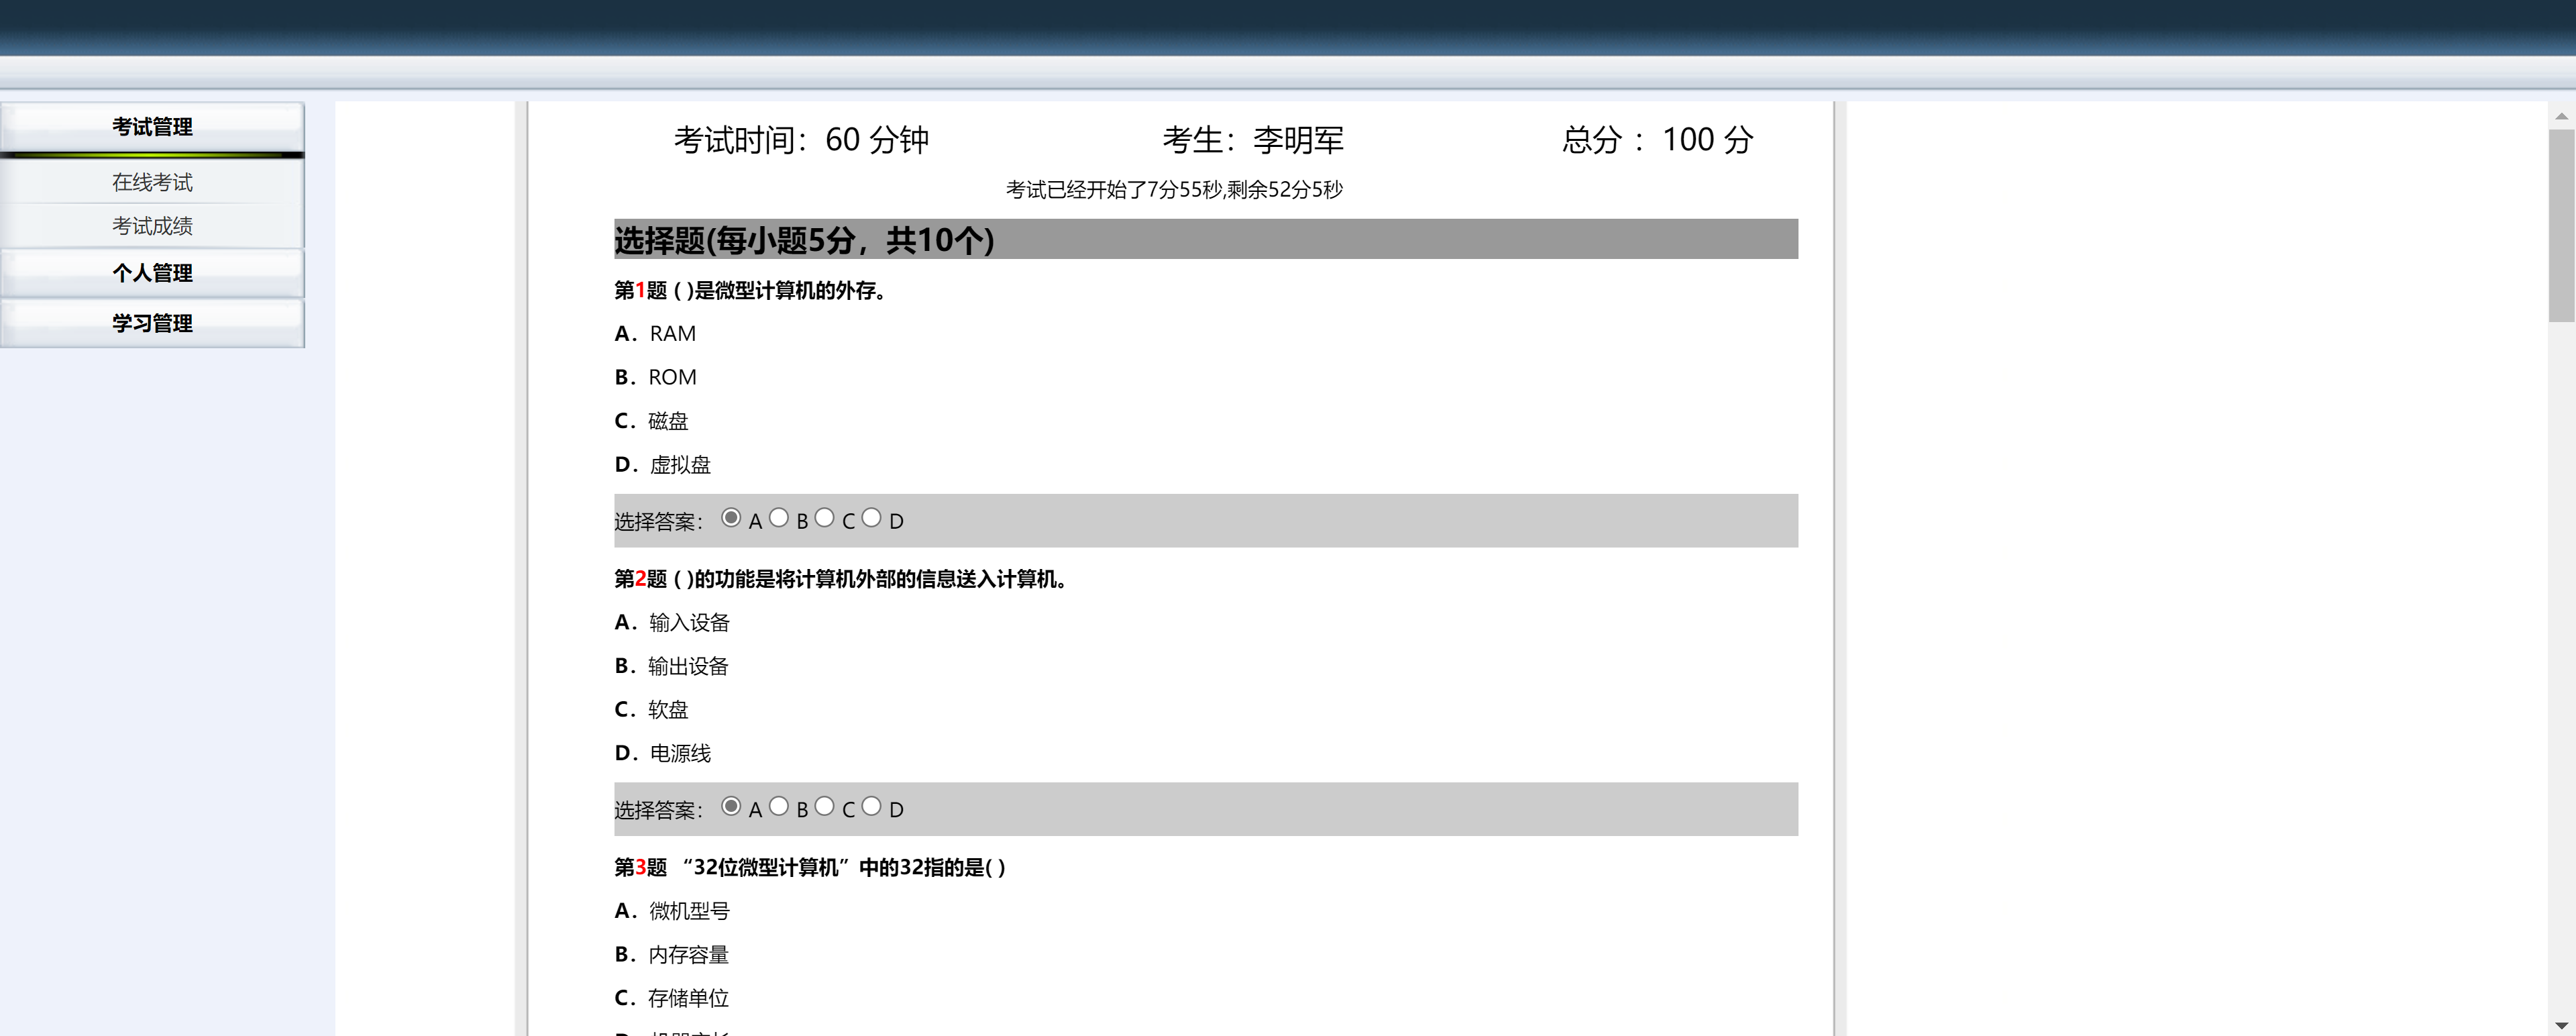 考试管理
在线考试
考试成绩
个人管理
学习管理
考试时间：60 分钟 考生：李明军 总分 ：100 分
考试已经开始了7分55秒,剩余52分5秒
选择题(每小题5分，共10个)
第1题 ( )是微型计算机的外存。
A．RAM
B．ROM
C．磁盘
D．虚拟盘
选择答案： A B C D
第2题 ( )的功能是将计算机外部的信息送入计算机。
A．输入设备
B．输出设备
C．软盘
D．电源线
选择答案： A B C D
第3题 “32位微型计算机”中的32指的是( )
A．微机型号
B．内存容量
C．存储单位